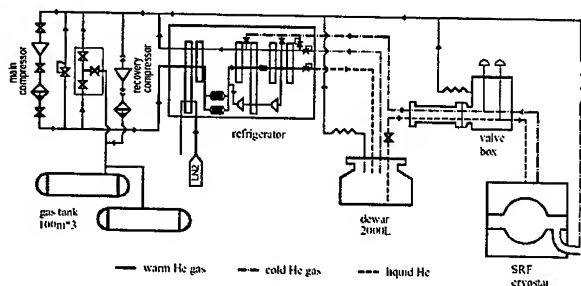 main
compressor
recovery
compressor
refrigerator
LN2
gas tank
100m*3
dewar
2000L
valve
box
SRF
cryostat
warm He gas
cold He gas
liquid He